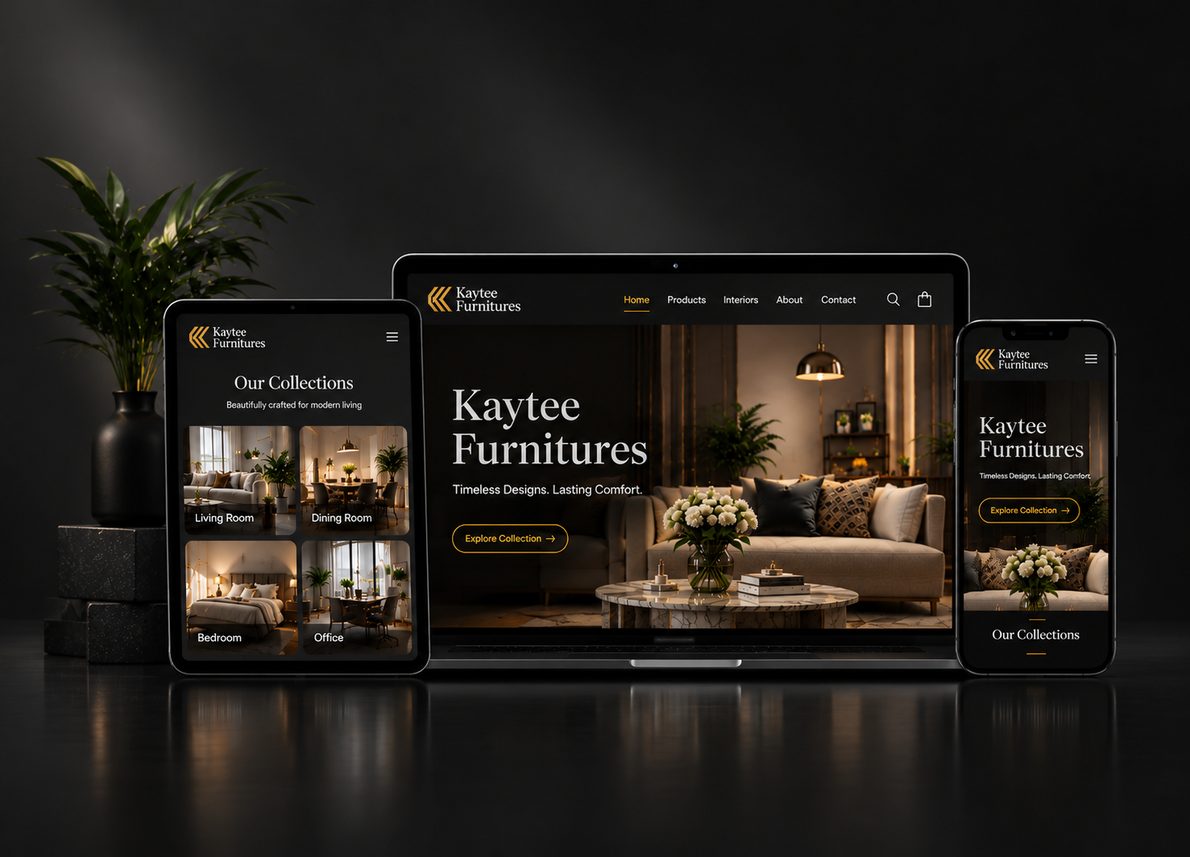 Kaytee
Furnitures
Our Collections
Beautifully crafted for modern living
Living Room
Dining Room
Bedroom
Office
Kaytee
Furnitures
Home Products Interiors About Contact
Kaytee
Furnitures
Timeless Designs. Lasting Comfort.
Explore Collection →
Kaytee
Furnitures
Kaytee
Furnitures
Timeless Designs. Lasting Comfort.
Explore Collection →
Our Collections